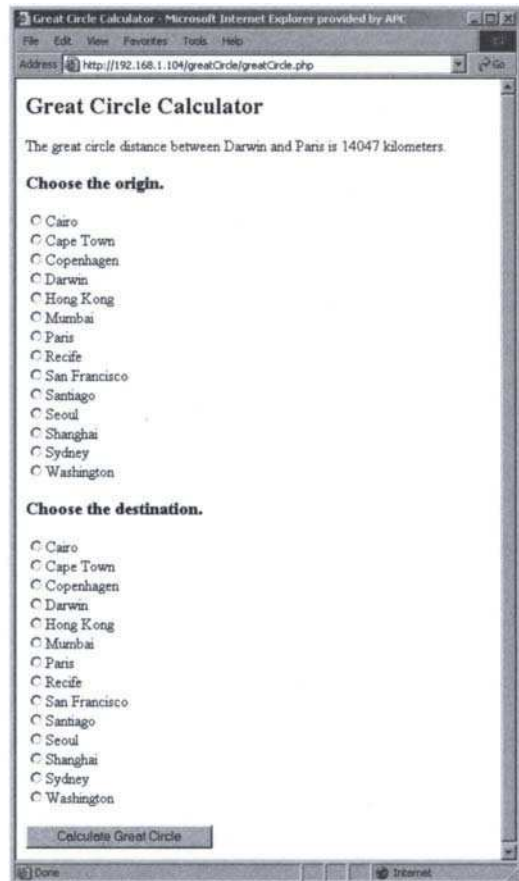 Great Circle Calculator - Microsoft Internet Explorer provided by APC
File Edit View Favorites Tools Help
Address http://192.168.1.104/greatCircle/greatCircle.php Go
Great Circle Calculator
The great circle distance between Darwin and Paris is 14047 kilometers.
Choose the origin.
Cairo
Cape Town
Copenhagen
Darwin
Hong Kong
Mumbai
Paris
Recife
San Francisco
Santiago
Seoul
Shanghai
Sydney
Washington
Choose the destination.
Cairo
Cape Town
Copenhagen
Darwin
Hong Kong
Mumbai
Paris
Recife
San Francisco
Santiago
Seoul
Shanghai
Sydney
Washington
Calculate Great Circle
Done Internet